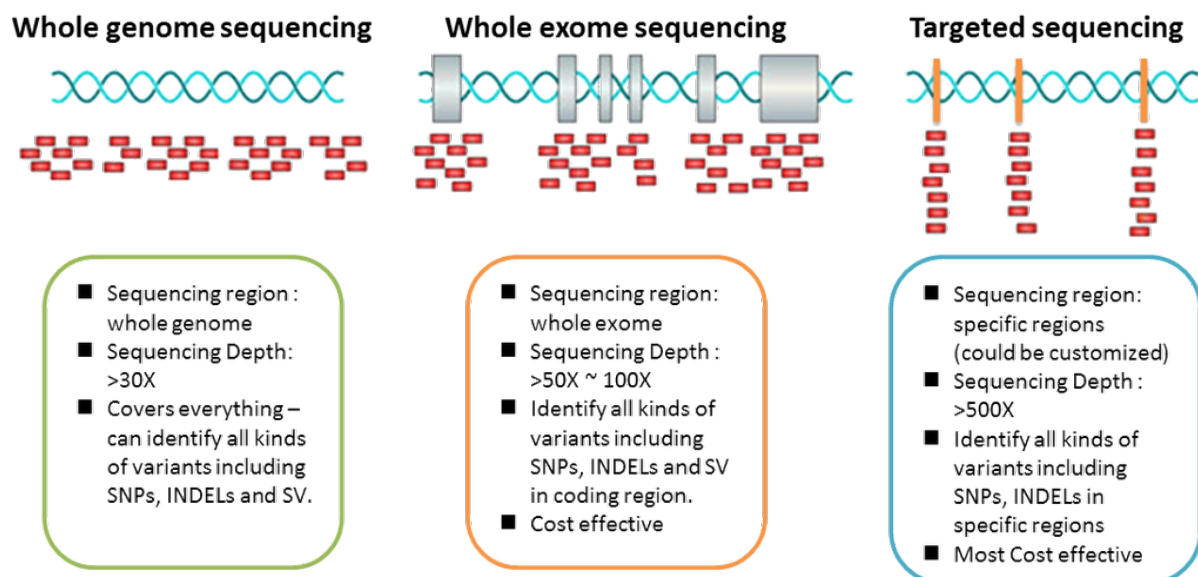 Whole genome sequencing
Whole exome sequencing
Targeted sequencing
■ Sequencing region :
whole genome
■ Sequencing Depth:
>30X
■ Covers everything –
can identify all kinds
of variants including
SNPs, INDELs and SV.
■ Sequencing region:
whole exome
■ Sequencing Depth :
>50X ~ 100X
■ Identify all kinds of
variants including
SNPs, INDELs and SV
in coding region.
■ Cost effective
■ Sequencing region:
specific regions
(could be customized)
■ Sequencing Depth :
>500X
■ Identify all kinds of
variants including
SNPs, INDELs in
specific regions
■ Most Cost effective